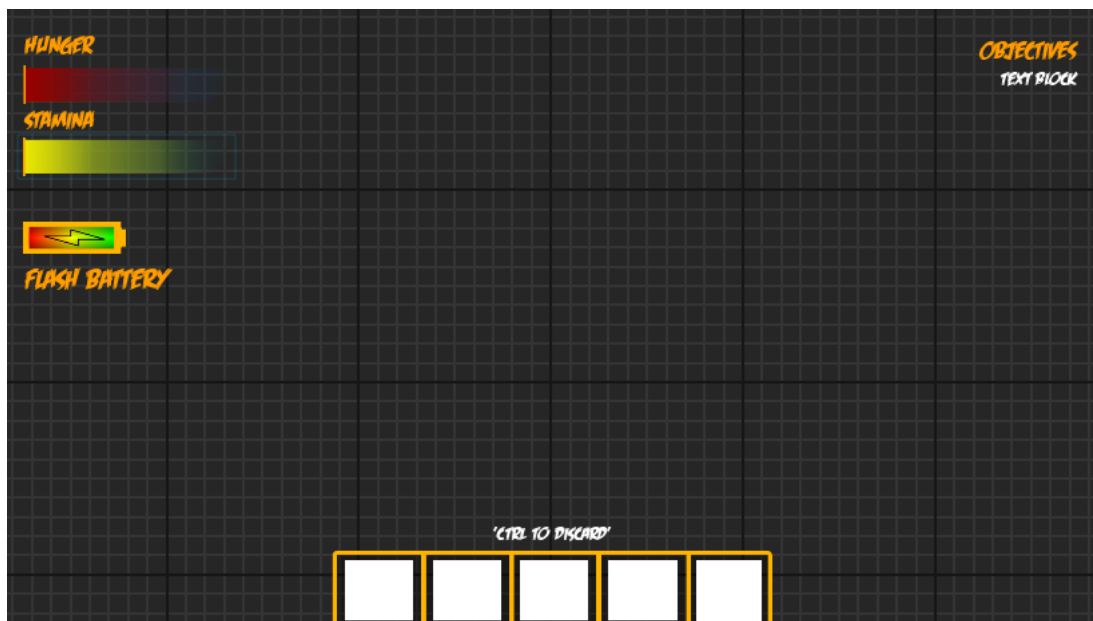 HUNGER
STAMINA
FLASH BATTERY
OBJECTIVES
TEXT BLOCK
'CTRL TO DISCARD'